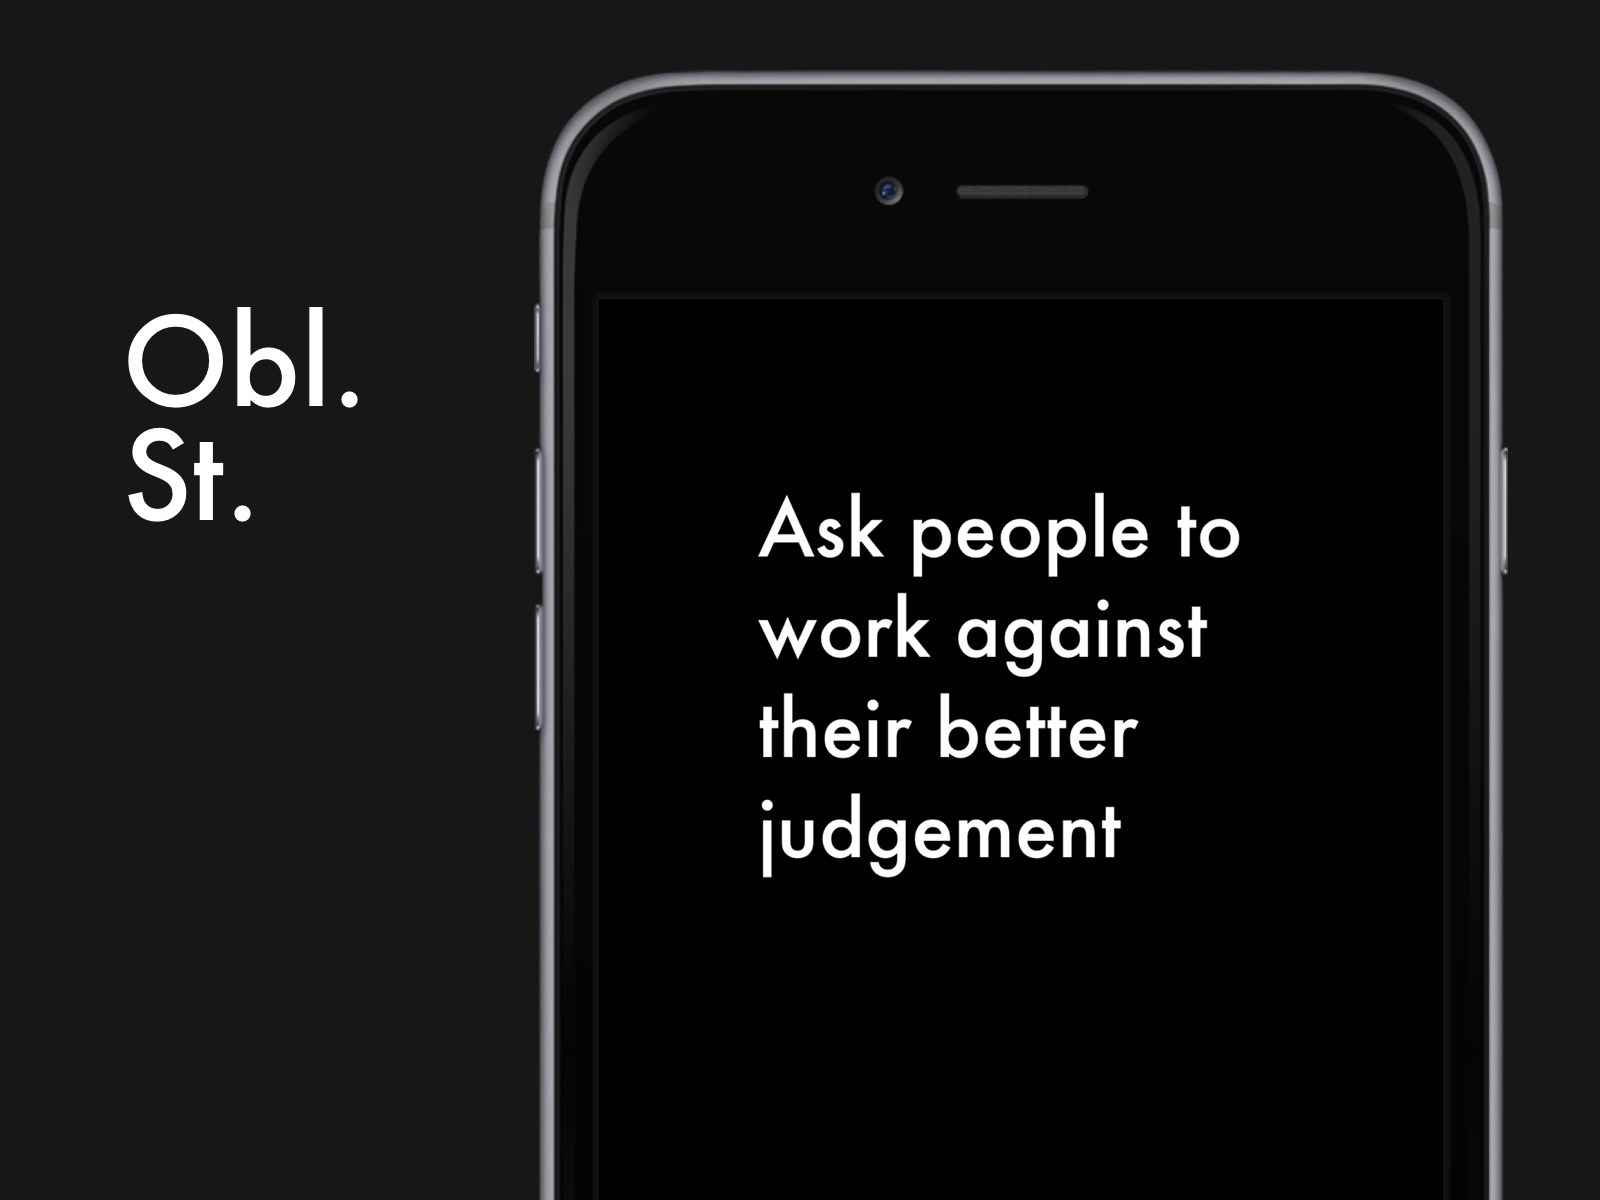 Obl.
St.
Ask people to
work against
their better
judgement